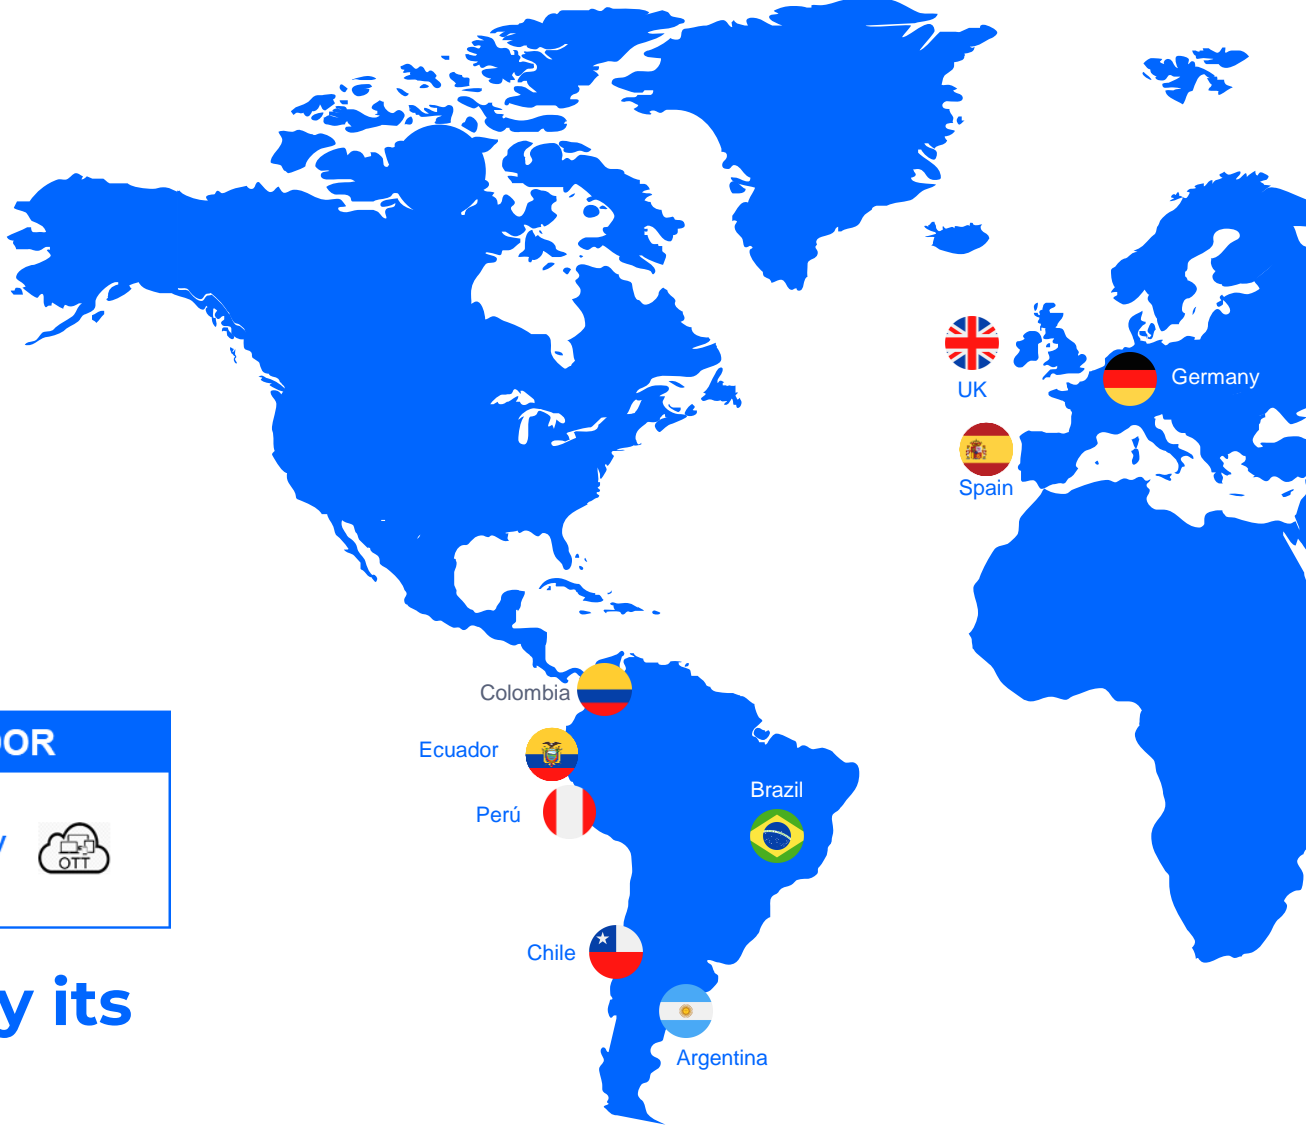 UK
Germany
Spain
Colombia
Ecuador
Perú
Brazil
Chile
Argentina
OR
OTT
y its